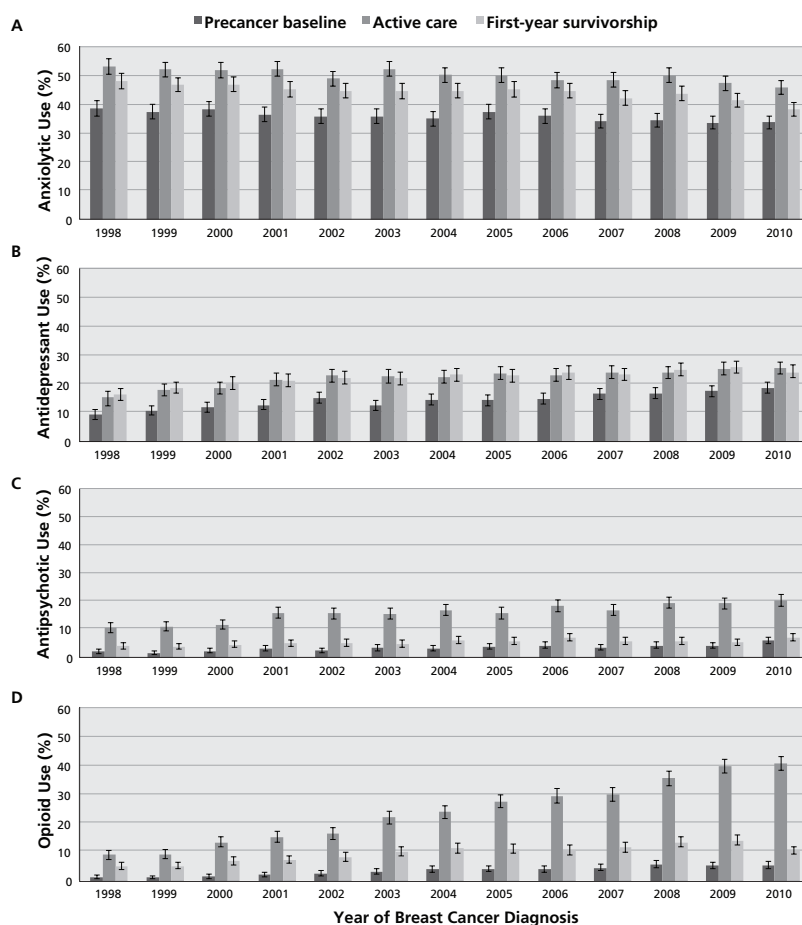 Precancer baseline Active care First-year survivorship
A
Anxiolytic Use (%)
60
50
40
30
20
10
0
1998 1999 2000 2001 2002 2003 2004 2005 2006 2007 2008 2009 2010
B
Antidepressant Use (%)
60
50
40
30
20
10
0
1998 1999 2000 2001 2002 2003 2004 2005 2006 2007 2008 2009 2010
C
Antipsychotic Use (%)
60
50
40
30
20
10
0
1998 1999 2000 2001 2002 2003 2004 2005 2006 2007 2008 2009 2010
D
Opioid Use (%)
60
50
40
30
20
10
0
1998 1999 2000 2001 2002 2003 2004 2005 2006 2007 2008 2009 2010
Year of Breast Cancer Diagnosis